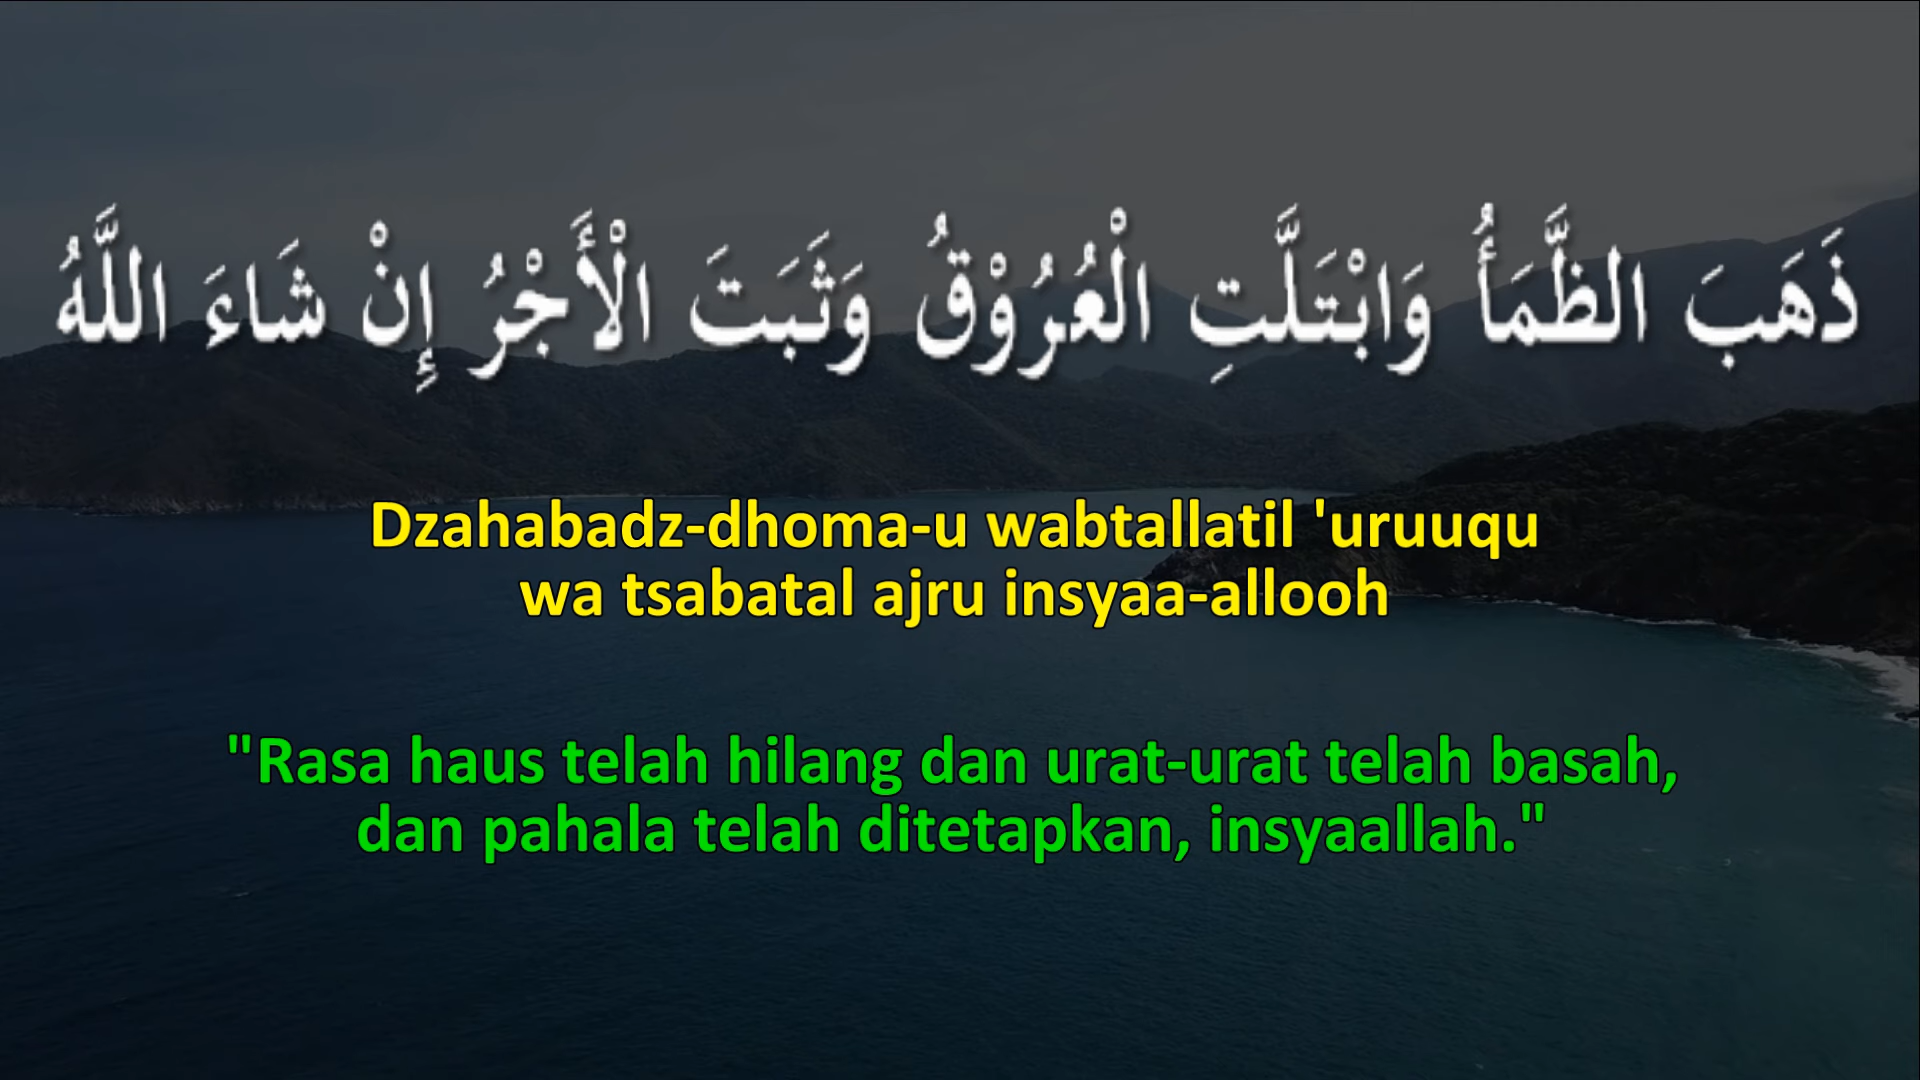 ذَهَبَ الظَّمَأُ وَابْتَلَّتِ الْعُرُوْقُ وَثَبَتَ الْأَجْرُ إِنْ شَاءَ اللَّهُ
Dzahabadz-dhoma-u wabtallatil 'uruuqu
wa tsabatal ajru insyaa-allooh
"Rasa haus telah hilang dan urat-urat telah basah,
dan pahala telah ditetapkan, insyaallah."